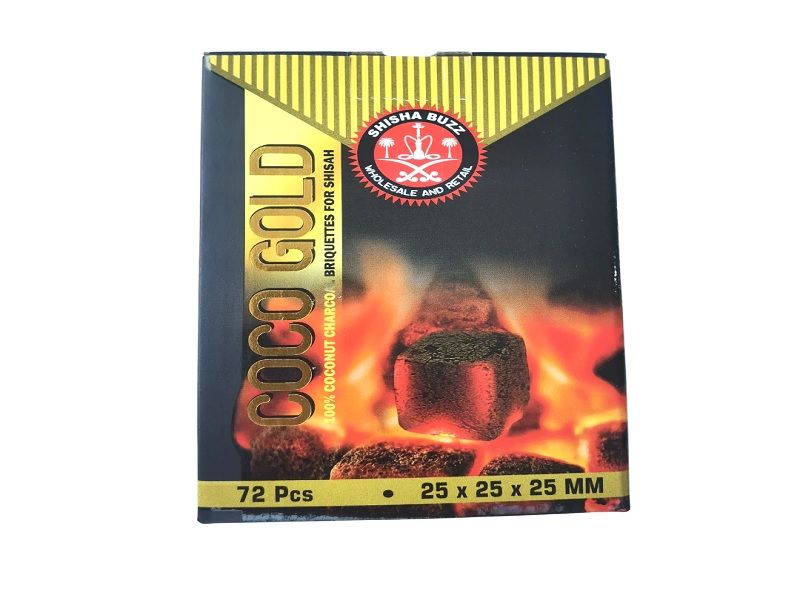 SHISHA BUZZ
WHOLESALE AND RETAIL
COCO GOLD
100% COCONUT CHARCOAL BRIQUETTES FOR SHISAH
72 Pcs • 25 x 25 x 25 MM